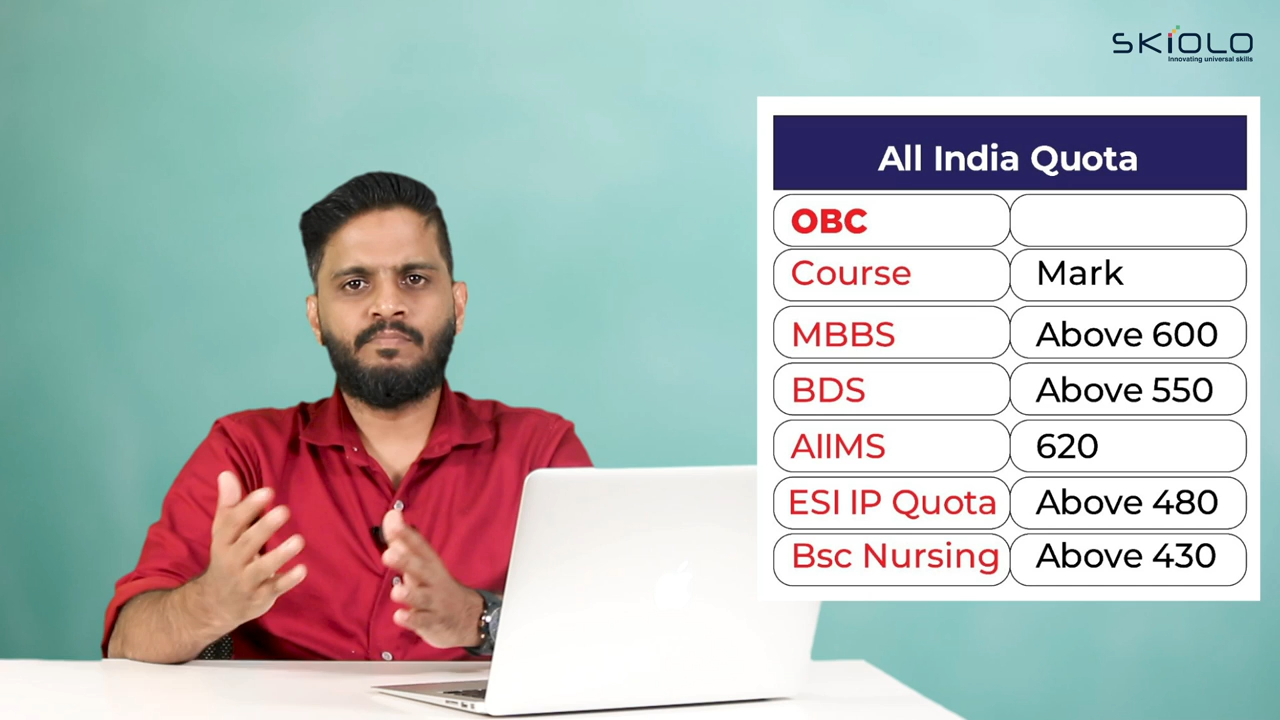 SKIOLO
Innovating universal skills
All India Quota
OBC
Course Mark
MBBS Above 600
BDS Above 550
AIIMS 620
ESI IP Quota Above 480
Bsc Nursing Above 430